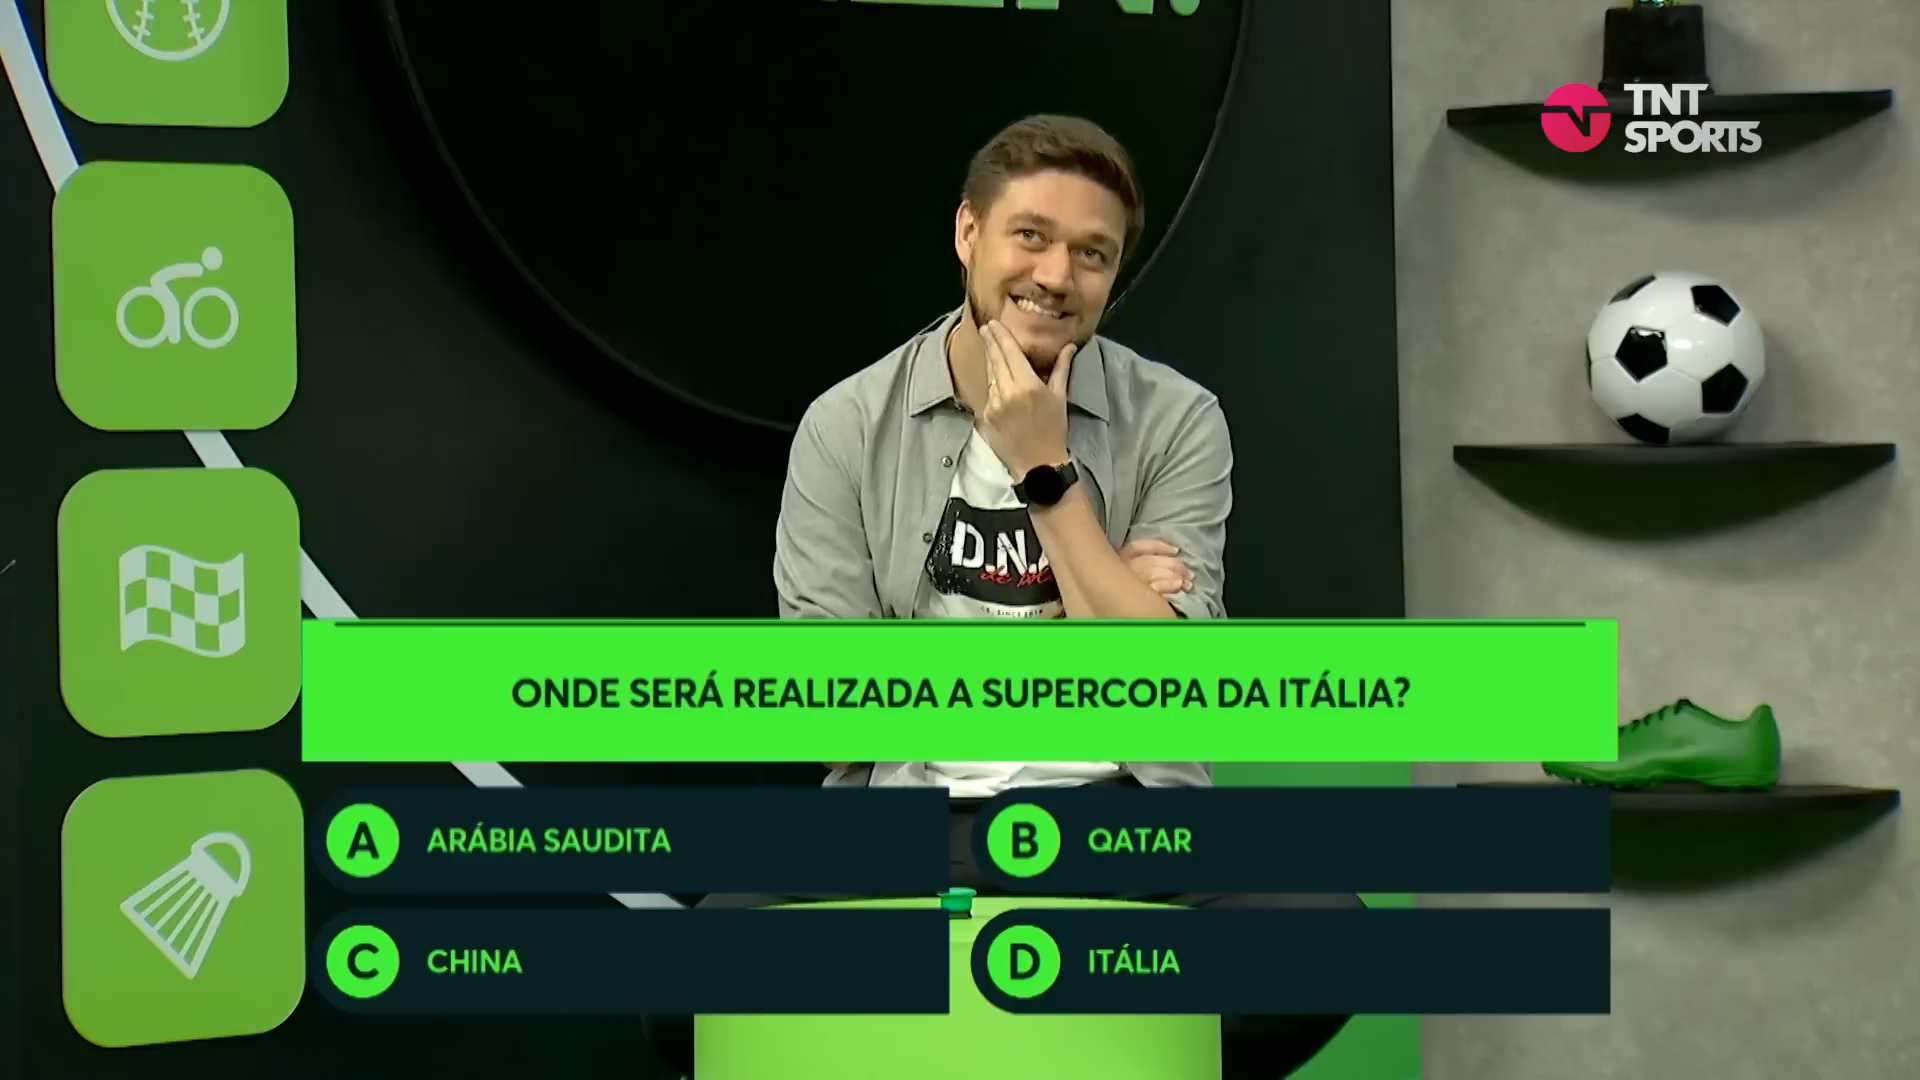 TNT
SPORTS
D.N.
ONDE SERÁ REALIZADA A SUPERCOPA DA ITÁLIA?
A ARÁBIA SAUDITA
B QATAR
C CHINA
D ITÁLIA